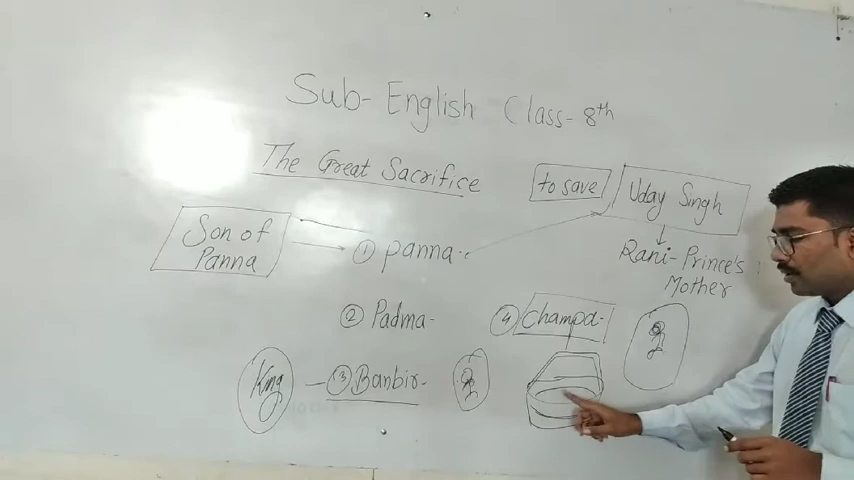 Sub- English Class- 8th
The Great Sacrifice
to save
Uday Singh
Son of
Panna
① panna-
Rani-Prince's
Mother
② Padma-
④ Champa-
King
— ③ Banbir-